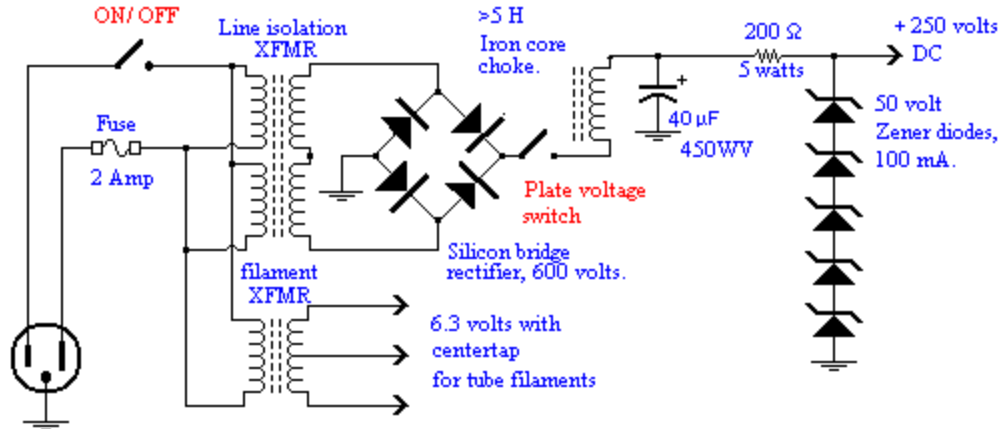 ON/ OFF
Line isolation
XFMR
>5 H
Iron core
choke.
200 Ω
5 watts
+ 250 volts
DC
Fuse
2 Amp
+
40 µF
450WV
50 volt
Zener diodes,
100 mA.
Plate voltage
switch
Silicon bridge
rectifier, 600 volts.
filament
XFMR
6.3 volts with
centertap
for tube filaments